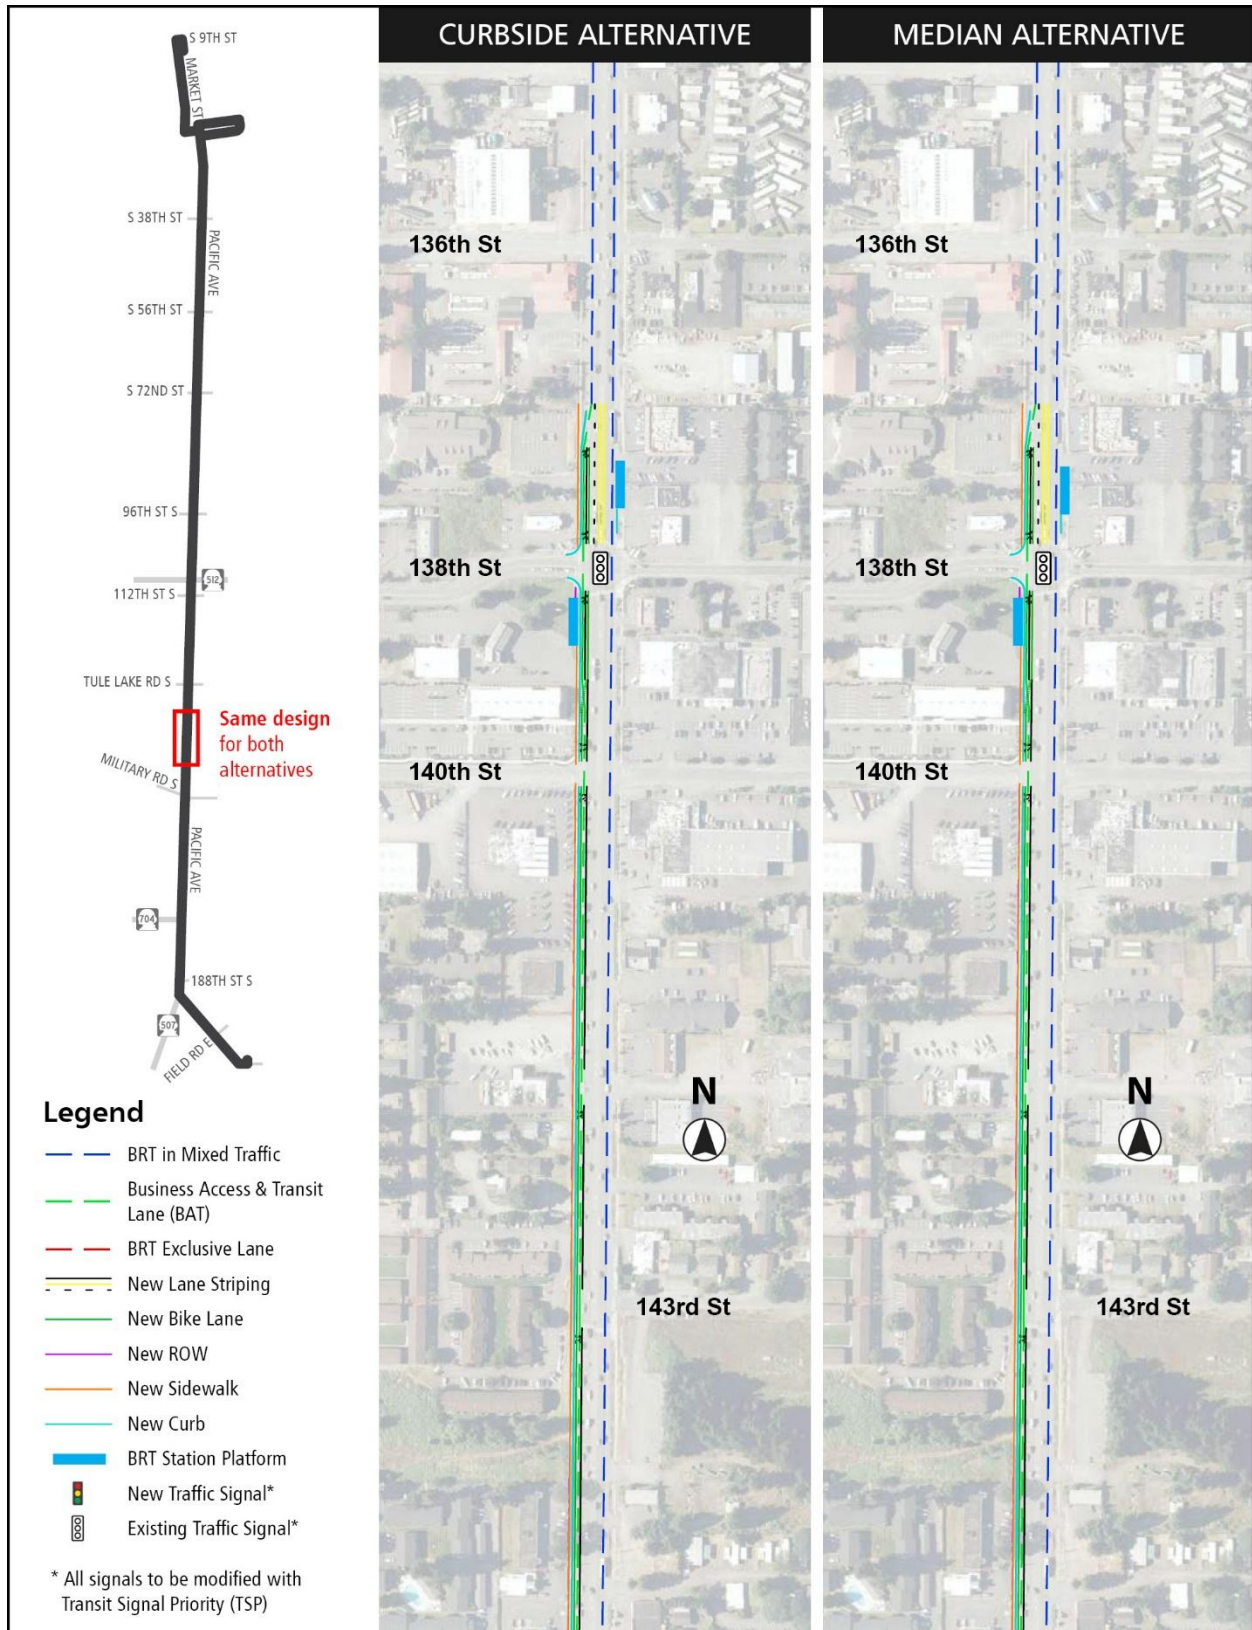 S 9TH ST
MARKET ST
S 38TH ST
PACIFIC AVE
S 56TH ST
S 72ND ST
96TH ST S
512
112TH ST S
TULE LAKE RD S
Same design
for both
alternatives
MILITARY RD S
PACIFIC AVE
704
188TH ST S
507
FIELD RD E
Legend
BRT in Mixed Traffic
Business Access & Transit
Lane (BAT)
BRT Exclusive Lane
New Lane Striping
New Bike Lane
New ROW
New Sidewalk
New Curb
BRT Station Platform
New Traffic Signal*
Existing Traffic Signal*
* All signals to be modified with
Transit Signal Priority (TSP)
CURBSIDE ALTERNATIVE
136th St
138th St
140th St
N
143rd St
MEDIAN ALTERNATIVE
136th St
138th St
140th St
N
143rd St